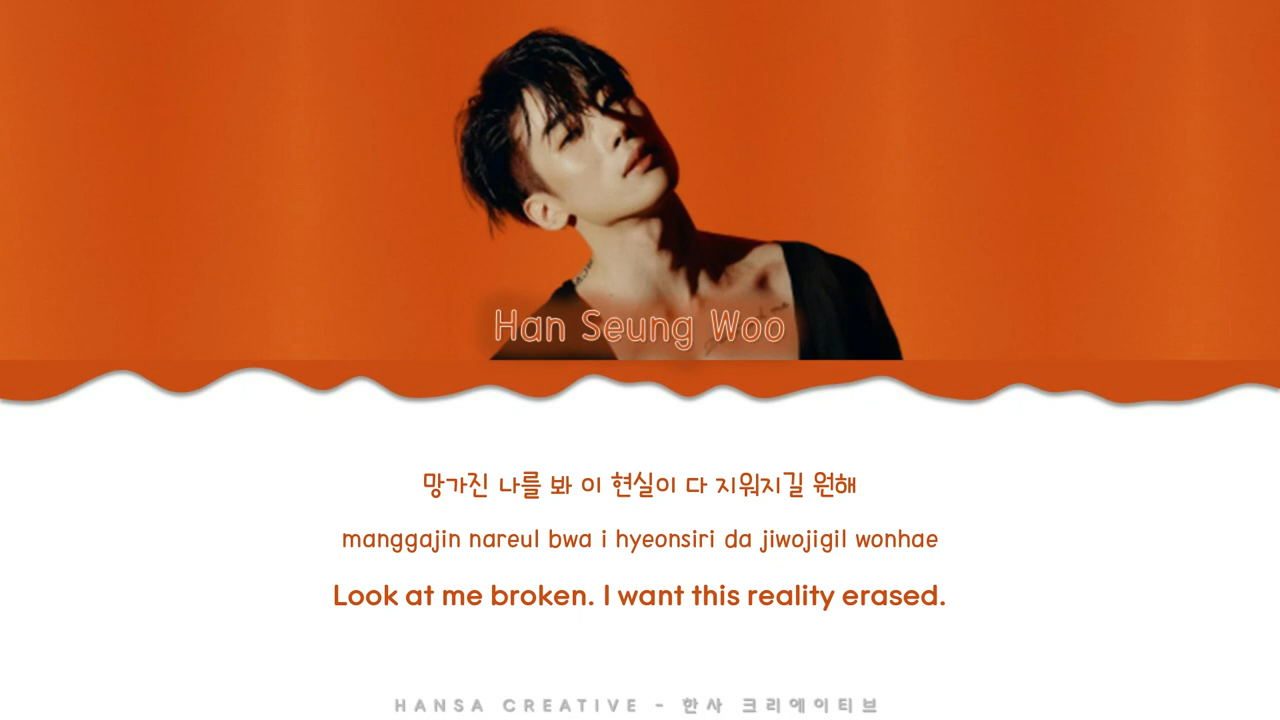 Han Seung Woo
망가진 나를 봐 이 현실이 다 지워지길 원해
manggajin nareul bwa i hyeonsiri da jiwojigil wonhae
Look at me broken. I want this reality erased.
HANSA CREATIVE - 한사 크리에이티브